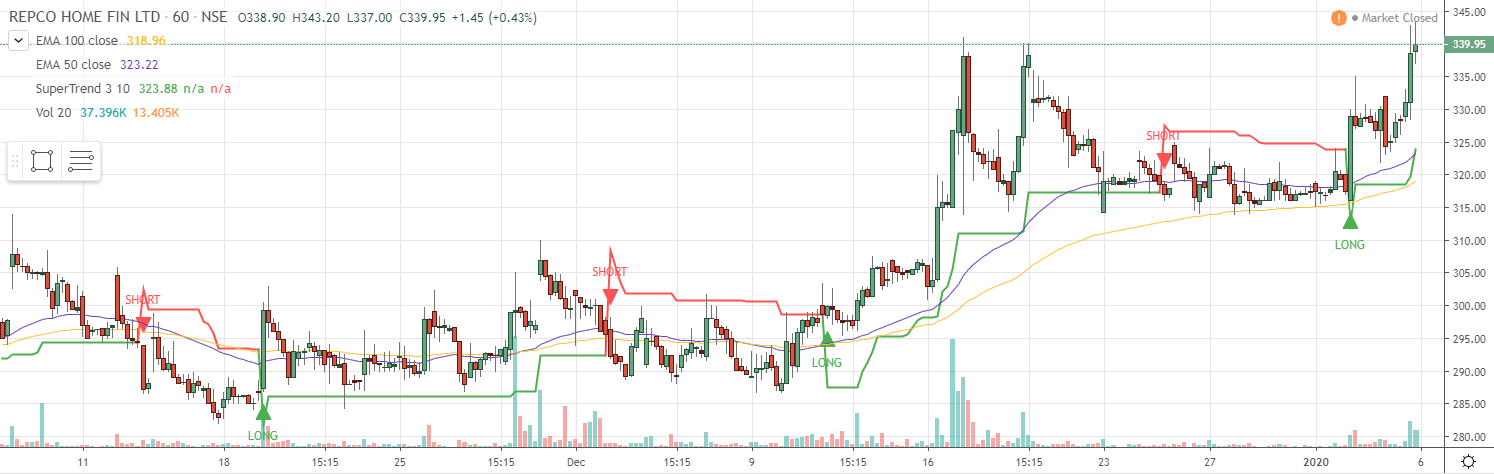 REPCO HOME FIN LTD · 60 · NSE O338.90 H343.20 L337.00 C339.95 +1.45 (+0.43%)
! Market Closed
EMA 100 close 318.96
EMA 50 close 323.22
SuperTrend 3 10 323.88 n/a n/a
Vol 20 37.396K 13.405K
345.00
339.95
335.00
330.00
325.00
320.00
315.00
310.00
305.00
300.00
295.00
290.00
285.00
280.00
SHORT
LONG
SHORT
LONG
SHORT
LONG
11 18 15:15 25 15:15 Dec 15:15 9 15:15 16 15:15 23 27 2020 6